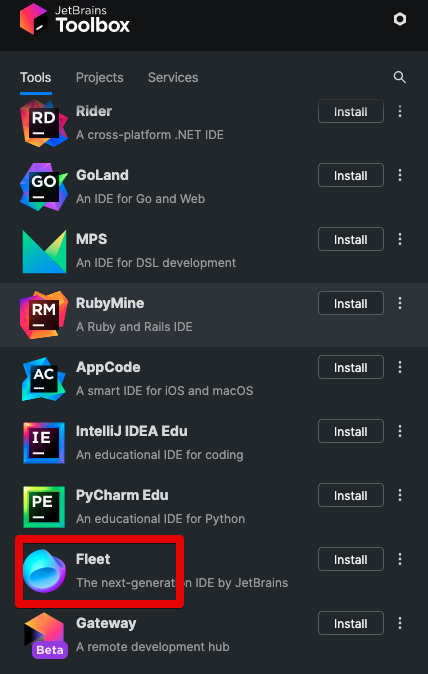 JetBrains
Toolbox
Tools Projects Services
RD Rider Install
A cross-platform .NET IDE
GO GoLand Install
An IDE for Go and Web
MPS Install
An IDE for DSL development
RM RubyMine Install
A Ruby and Rails IDE
AC AppCode Install
A smart IDE for iOS and macOS
IE IntelliJ IDEA Edu Install
An educational IDE for coding
PE PyCharm Edu Install
An educational IDE for Python
Fleet Install
The next-generation IDE by JetBrains
Gateway Install
Beta A remote development hub